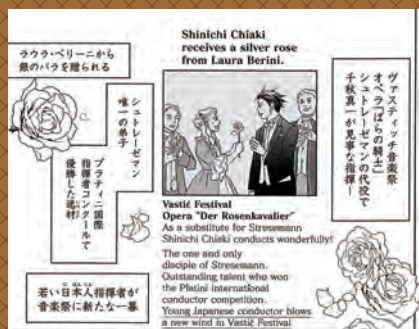 Shinichi Chiaki
receives a silver rose
from Laura Berini.
ラウラ・ベリーニから
銀のバラを贈られる
ヴァスティッチ音楽祭
オペラ「ばらの騎士」
シュトレーゼマンの代役で
千秋真一が見事な指揮!
シュトレーゼマン
唯一の弟子
プラティニ国際
指揮者コンクールで
優勝した逸材
若い日本人指揮者が
音楽祭に新たな一幕
Vastić Festival
Opera "Der Rosenkavalier"
As a substitute for Stresemann
Shinichi Chiaki conducts wonderfully!
The one and only
disciple of Stresemann.
Outstanding talent who won
the Platini international
conductor competition.
Young Japanese conductor blows
a new wind in Vastić Festival